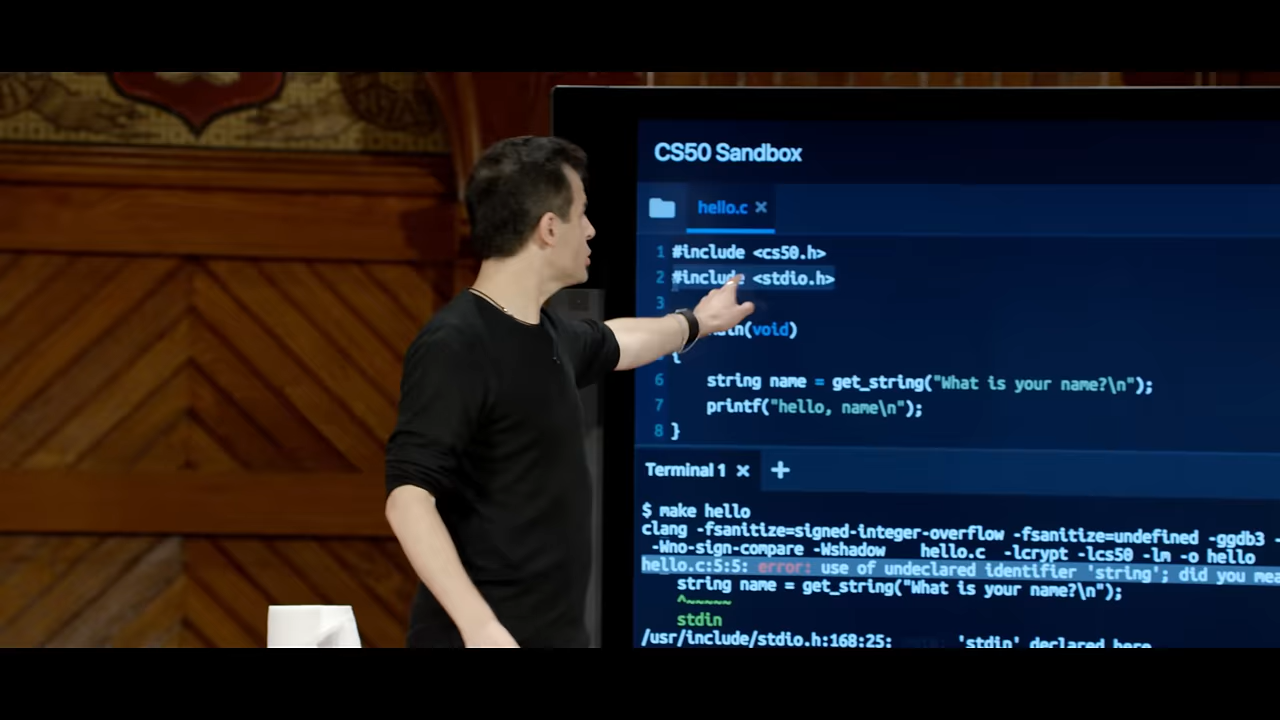 CS50 Sandbox
hello.c ×
1 #include <cs50.h>
2 #include <stdio.h>
3
(void)
{
6 string name = get_string("What is your name?\n");
7 printf("hello, name\n");
8 }
Terminal 1 × +
$ make hello
clang -fsanitize=signed-integer-overflow -fsanitize=undefined -ggdb3 -
-Wno-sign-compare -Wshadow hello.c -lcrypt -lcs50 -lm -o hello
hello.c:5:5: error: use of undeclared identifier 'string'; did you mea
string name = get_string("What is your name?\n");
^~~~~~
stdin
/usr/include/stdio.h:168:25: 'stdin' declared here